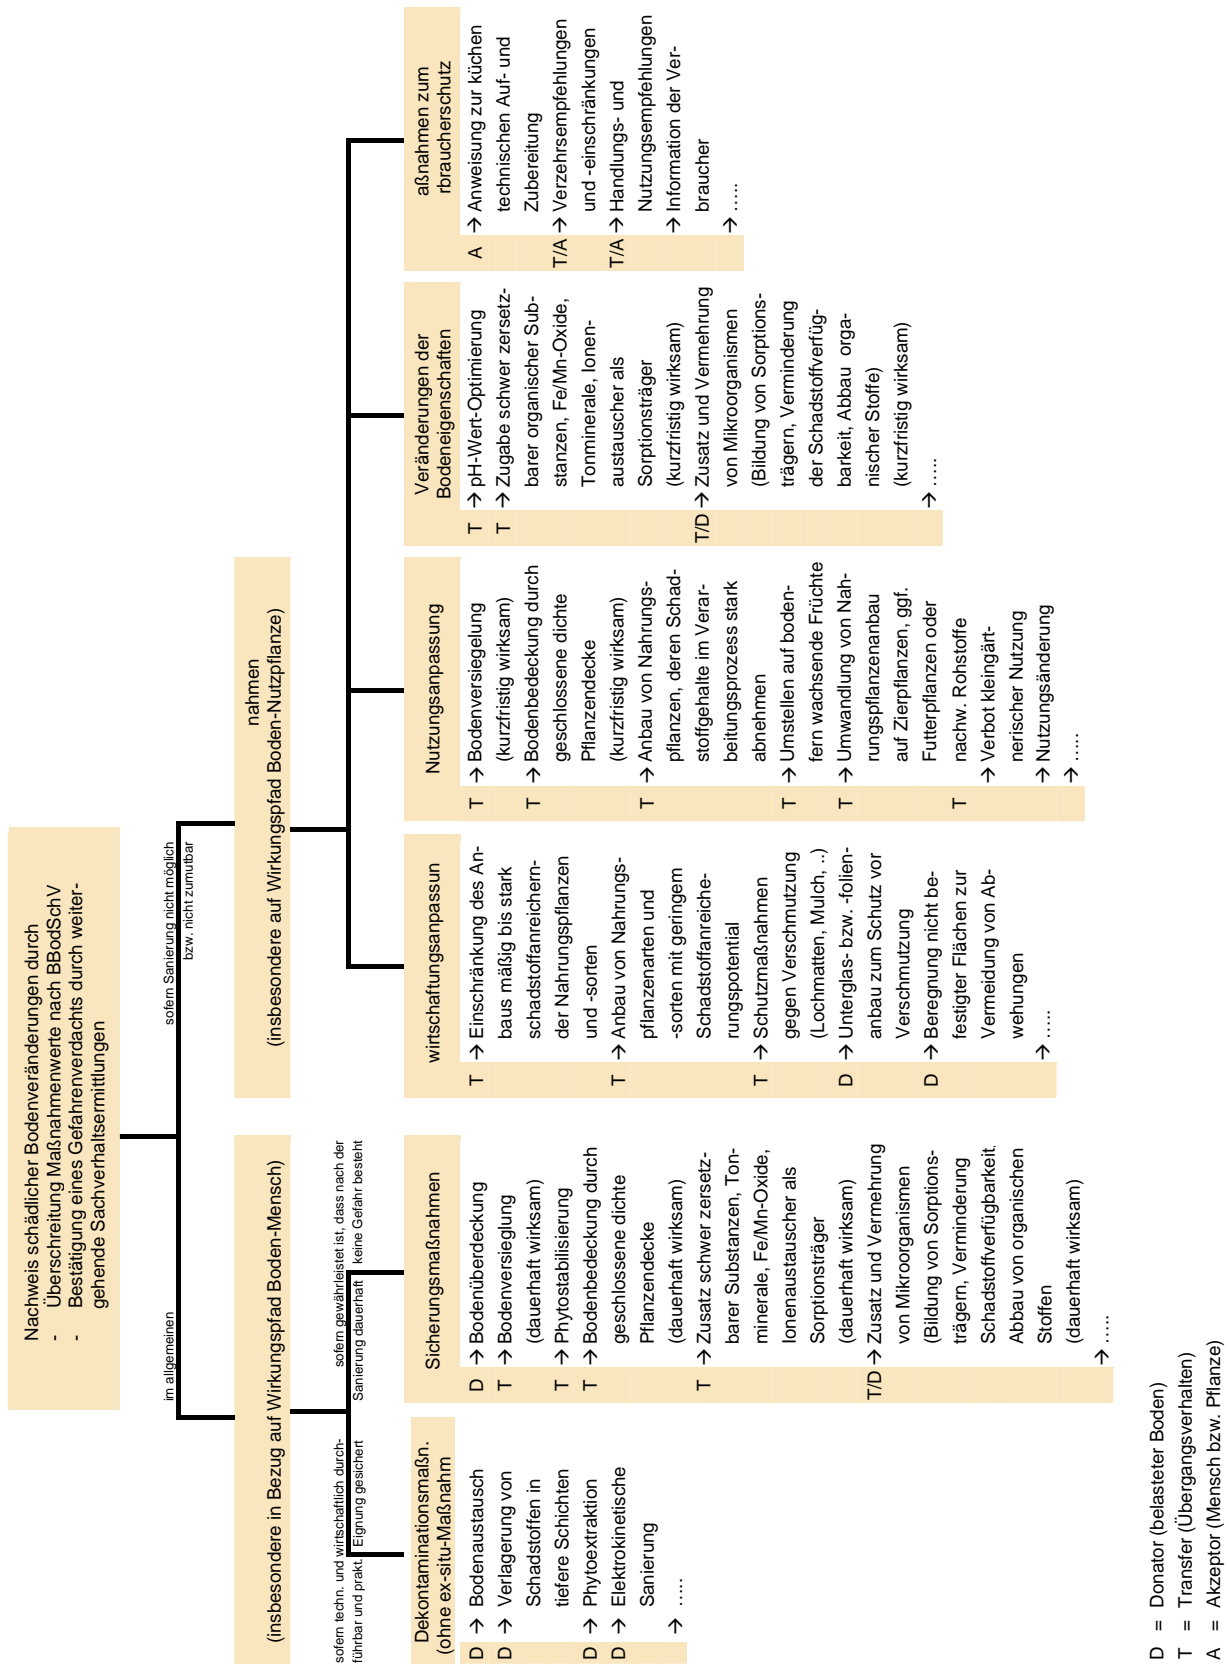 Nachweis schädlicher Bodenveränderungen durch
- Überschreitung Maßnahmenwerte nach BBodSchV
- Bestätigung eines Gefahrenverdachts durch weiter-
gehende Sachverhaltsermittlungen
im allgemeinen
sofern Sanierung nicht möglich
bzw. nicht zumutbar
(insbesondere in Bezug auf Wirkungspfad Boden-Mensch)
nahmen
(insbesondere auf Wirkungspfad Boden-Nutzpflanze)
sofern techn. und wirtschaftlich durch-
führbar und prakt. Eignung gesichert
sofern gewährleistet ist, dass nach der
Sanierung dauerhaft keine Gefahr besteht
Dekontaminationsmaßn.
(ohne ex-situ-Maßnahm
D → Bodenaustausch
D → Verlagerung von
Schadstoffen in
tiefere Schichten
D → Phytoextraktion
D → Elektrokinetische
Sanierung
→ .....
Sicherungsmaßnahmen
D → Bodenüberdeckung
T → Bodenversieglung
(dauerhaft wirksam)
T → Phytostabilisierung
T → Bodenbedeckung durch
geschlossene dichte
Pflanzendecke
(dauerhaft wirksam)
T → Zusatz schwer zersetz-
barer Substanzen, Ton-
minerale, Fe/Mn-Oxide,
Ionenaustauscher als
Sorptionsträger
(dauerhaft wirksam)
T/D → Zusatz und Vermehrung
von Mikroorganismen
(Bildung von Sorptions-
trägern, Verminderung
Schadstoffverfügbarkeit,
Abbau von organischen
Stoffen
(dauerhaft wirksam)
→ .....
wirtschaftungsanpassun
T → Einschränkung des An-
baus mäßig bis stark
schadstoffanreichern-
der Nahrungspflanzen
und -sorten
T → Anbau von Nahrungs-
pflanzenarten und
-sorten mit geringem
Schadstoffanreiche-
rungspotential
T → Schutzmaßnahmen
gegen Verschmutzung
(Lochmatten, Mulch, ..)
D → Unterglas- bzw. -folien-
anbau zum Schutz vor
Verschmutzung
D → Beregnung nicht be-
festigter Flächen zur
Vermeidung von Ab-
wehungen
→ .....
Nutzungsanpassung
T → Bodenversiegelung
(kurzfristig wirksam)
T → Bodenbedeckung durch
geschlossene dichte
Pflanzendecke
(kurzfristig wirksam)
T → Anbau von Nahrungs-
pflanzen, deren Schad-
stoffgehalte im Verar-
beitungsprozess stark
abnehmen
T → Umstellen auf boden-
fern wachsende Früchte
T → Umwandlung von Nah-
rungspflanzenanbau
auf Zierpflanzen, ggf.
Futterpflanzen oder
T nachw. Rohstoffe
→ Verbot kleingärt-
nerischer Nutzung
→ Nutzungsänderung
→ .....
Veränderungen der
Bodeneigenschaften
T → pH-Wert-Optimierung
T → Zugabe schwer zersetz-
barer organischer Sub-
stanzen, Fe/Mn-Oxide,
Tonminerale, Ionen-
austauscher als
Sorptionsträger
(kurzfristig wirksam)
T/D → Zusatz und Vermehrung
von Mikroorganismen
(Bildung von Sorptions-
trägern, Verminderung
der Schadstoffverfüg-
barkeit, Abbau orga-
nischer Stoffe)
(kurzfristig wirksam)
→ .....
aßnahmen zum
rbraucherschutz
A → Anweisung zur küchen
technischen Auf- und
Zubereitung
T/A → Verzehrsempfehlungen
und -einschränkungen
T/A → Handlungs- und
Nutzungsempfehlungen
→ Information der Ver-
braucher
→ .....
D = Donator (belasteter Boden)
T = Transfer (Übergangsverhalten)
A = Akzeptor (Mensch bzw. Pflanze)